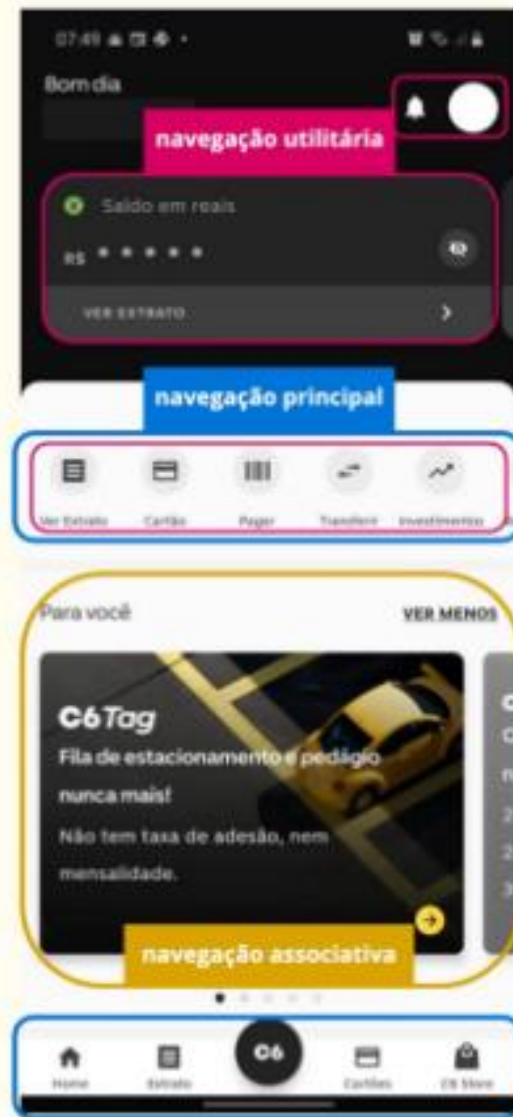 07:49
Bom dia
navegação utilitária
Saldo em reais
R$ • • • • •
VER EXTRATO
navegação principal
Ver Extrato
Cartão
Pagar
Transferir
Investimentos
Para você
VER MENOS
C6Tag
Fila de estacionamento e pedágio
nunca mais!
Não tem taxa de adesão, nem
mensalidade.
navegação associativa
Home
Extrato
C6
Cartões
C6 Store